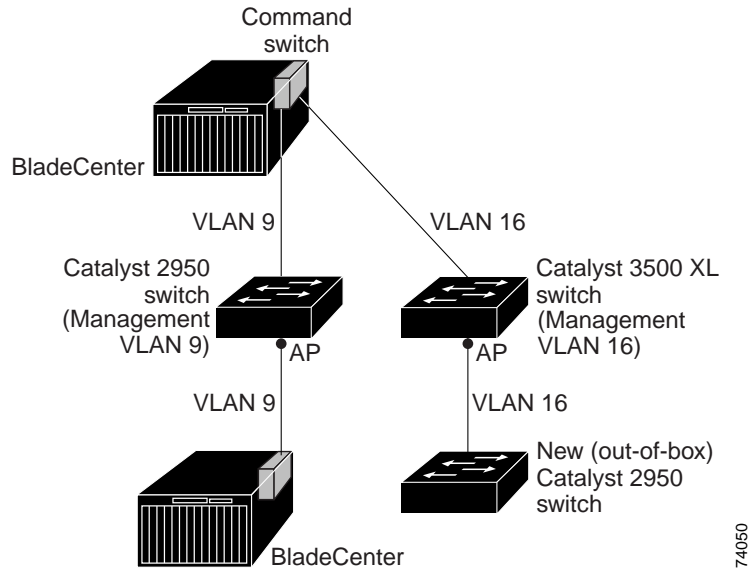 Command
switch
BladeCenter
VLAN 9
VLAN 16
Catalyst 2950
switch
(Management
VLAN 9)
Catalyst 3500 XL
switch
(Management
VLAN 16)
AP
AP
VLAN 9
VLAN 16
New (out-of-box)
Catalyst 2950
switch
BladeCenter
74050